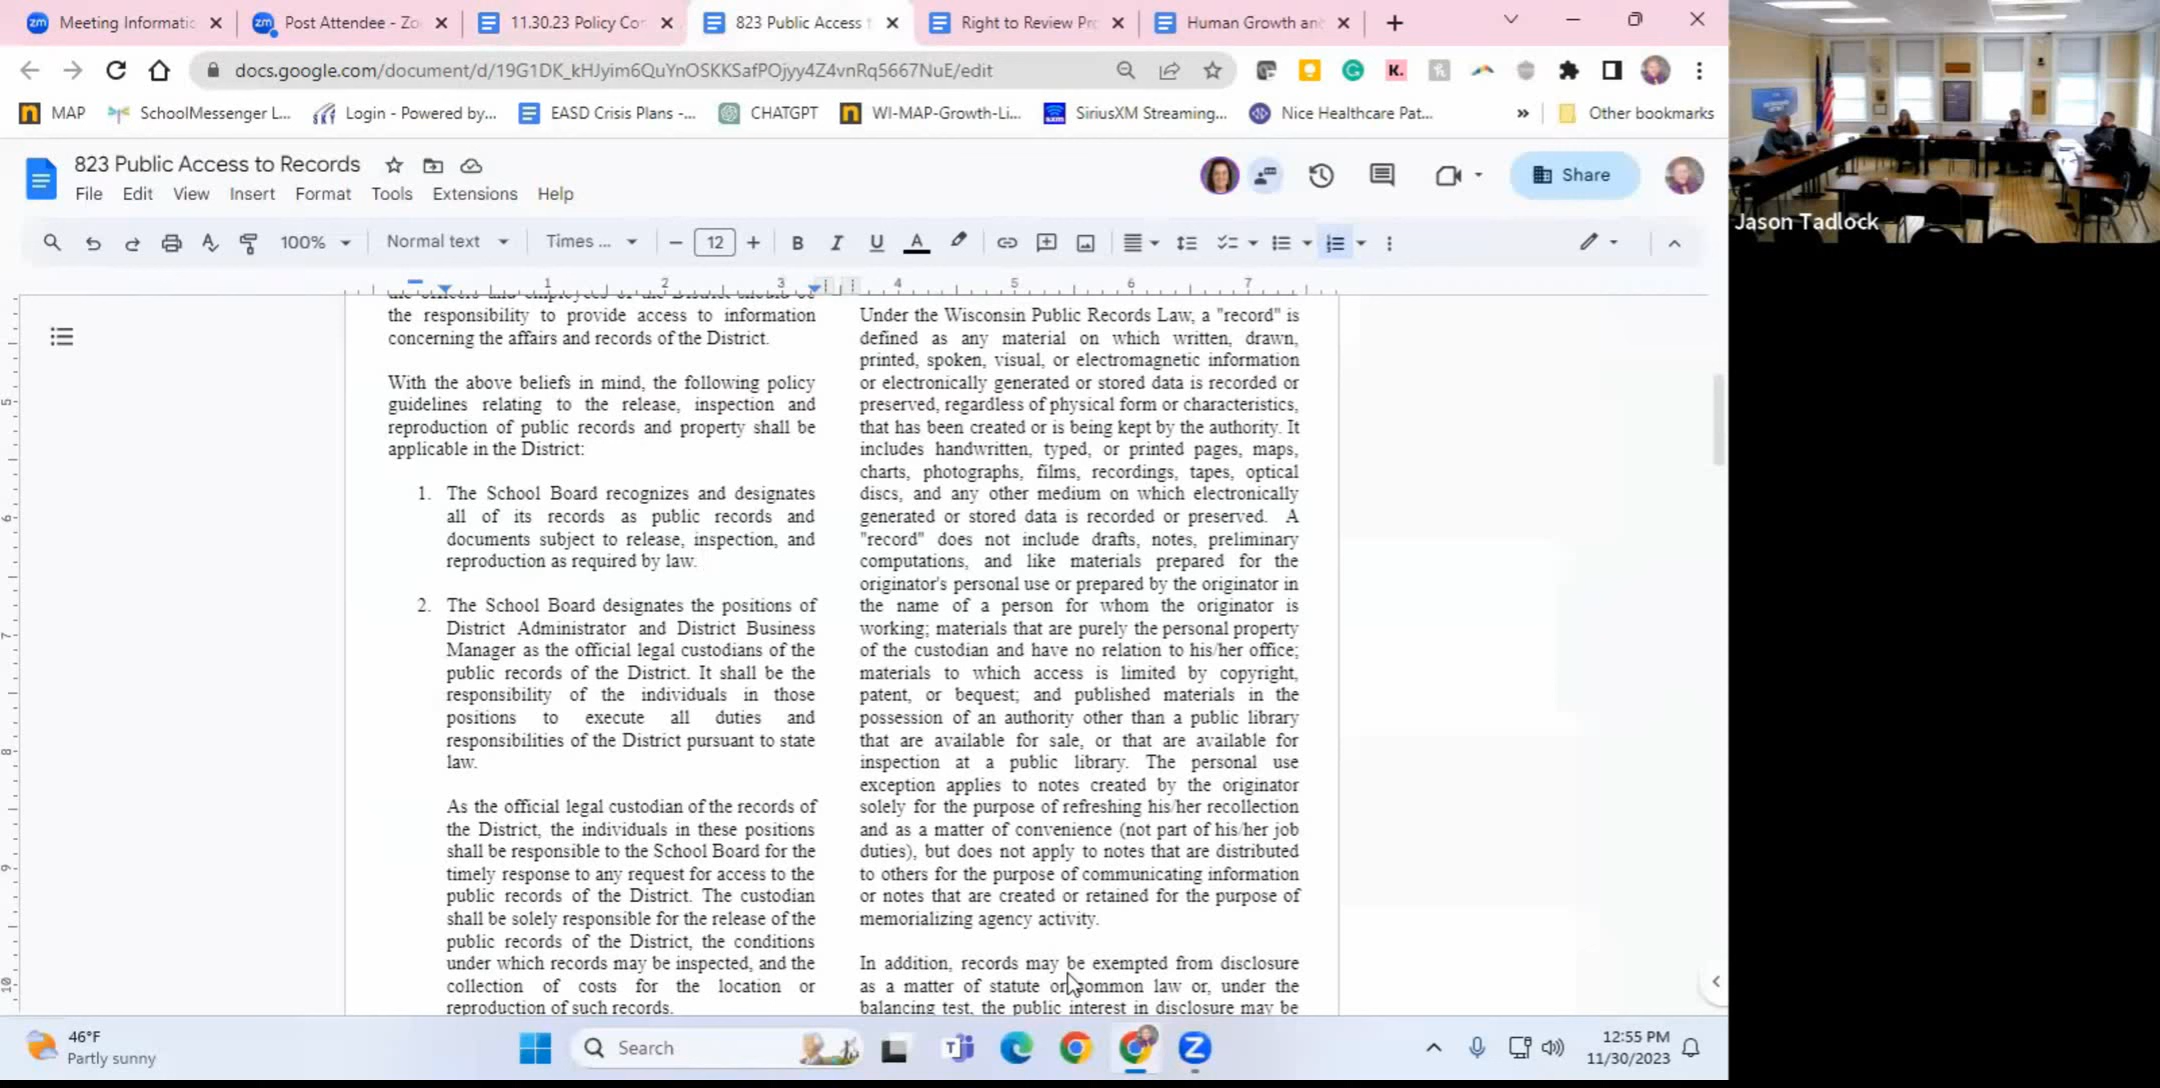 Meeting Informatic
Post Attendee - Zo
11.30.23 Policy Cor
823 Public Access t
Right to Review Pr
Human Growth an
docs.google.com/document/d/19G1DK_kHJyim6QuYnOSKKSafPOjyy4Z4vnRq5667NuE/edit
MAP
SchoolMessenger L...
Login - Powered by...
EASD Crisis Plans -...
CHATGPT
WI-MAP-Growth-Li...
SiriusXM Streaming...
Nice Healthcare Pat...
Other bookmarks
823 Public Access to Records
File Edit View Insert Format Tools Extensions Help
Share
100% Normal text Times ... 12
1 2 3 4 5 6 7
the officers and employees of the District should be
the responsibility to provide access to information
concerning the affairs and records of the District.
With the above beliefs in mind, the following policy
guidelines relating to the release, inspection and
reproduction of public records and property shall be
applicable in the District:
1. The School Board recognizes and designates
all of its records as public records and
documents subject to release, inspection, and
reproduction as required by law.
2. The School Board designates the positions of
District Administrator and District Business
Manager as the official legal custodians of the
public records of the District. It shall be the
responsibility of the individuals in those
positions to execute all duties and
responsibilities of the District pursuant to state
law.
As the official legal custodian of the records of
the District, the individuals in these positions
shall be responsible to the School Board for the
timely response to any request for access to the
public records of the District. The custodian
shall be solely responsible for the release of the
public records of the District, the conditions
under which records may be inspected, and the
collection of costs for the location or
reproduction of such records.
Under the Wisconsin Public Records Law, a "record" is
defined as any material on which written, drawn,
printed, spoken, visual, or electromagnetic information
or electronically generated or stored data is recorded or
preserved, regardless of physical form or characteristics,
that has been created or is being kept by the authority. It
includes handwritten, typed, or printed pages, maps,
charts, photographs, films, recordings, tapes, optical
discs, and any other medium on which electronically
generated or stored data is recorded or preserved. A
"record" does not include drafts, notes, preliminary
computations, and like materials prepared for the
originator's personal use or prepared by the originator in
the name of a person for whom the originator is
working; materials that are purely the personal property
of the custodian and have no relation to his/her office;
materials to which access is limited by copyright,
patent, or bequest; and published materials in the
possession of an authority other than a public library
that are available for sale, or that are available for
inspection at a public library. The personal use
exception applies to notes created by the originator
solely for the purpose of refreshing his/her recollection
and as a matter of convenience (not part of his/her job
duties), but does not apply to notes that are distributed
to others for the purpose of communicating information
or notes that are created or retained for the purpose of
memorializing agency activity.
In addition, records may be exempted from disclosure
as a matter of statute or common law or, under the
balancing test, the public interest in disclosure may be
5
6
7
8
9
10
Jason Tadlock
46°F
Partly sunny
Search
12:55 PM
11/30/2023